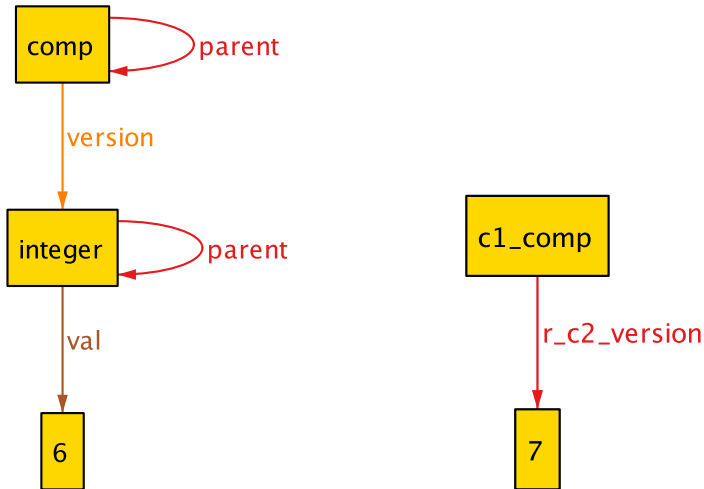 comp
parent
version
integer
parent
val
6
c1_comp
r_c2_version
7